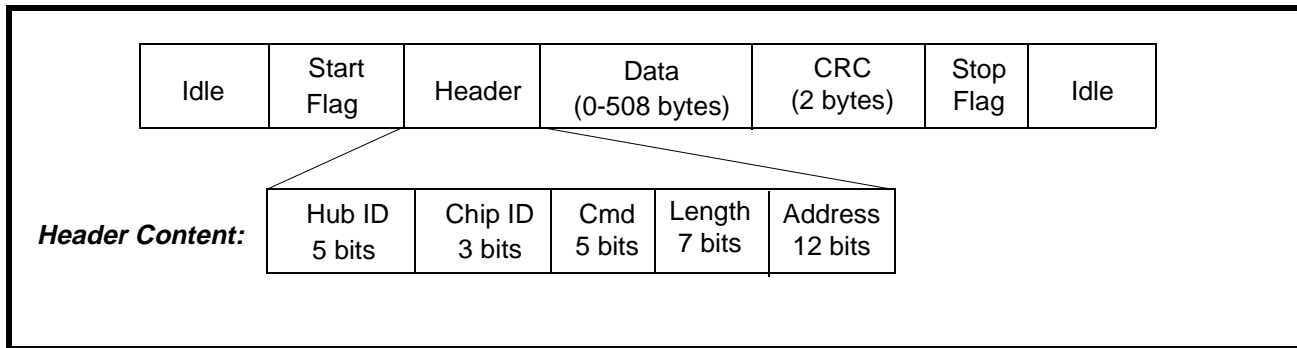 Idle
Start
Flag
Header
Data
(0-508 bytes)
CRC
(2 bytes)
Stop
Flag
Idle
Header Content:
Hub ID
5 bits
Chip ID
3 bits
Cmd
5 bits
Length
7 bits
Address
12 bits